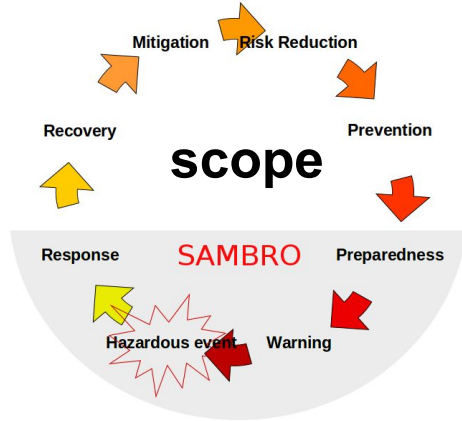 Mitigation
Risk Reduction
Recovery
Prevention
scope
Response
SAMBRO
Preparedness
Hazardous event
Warning